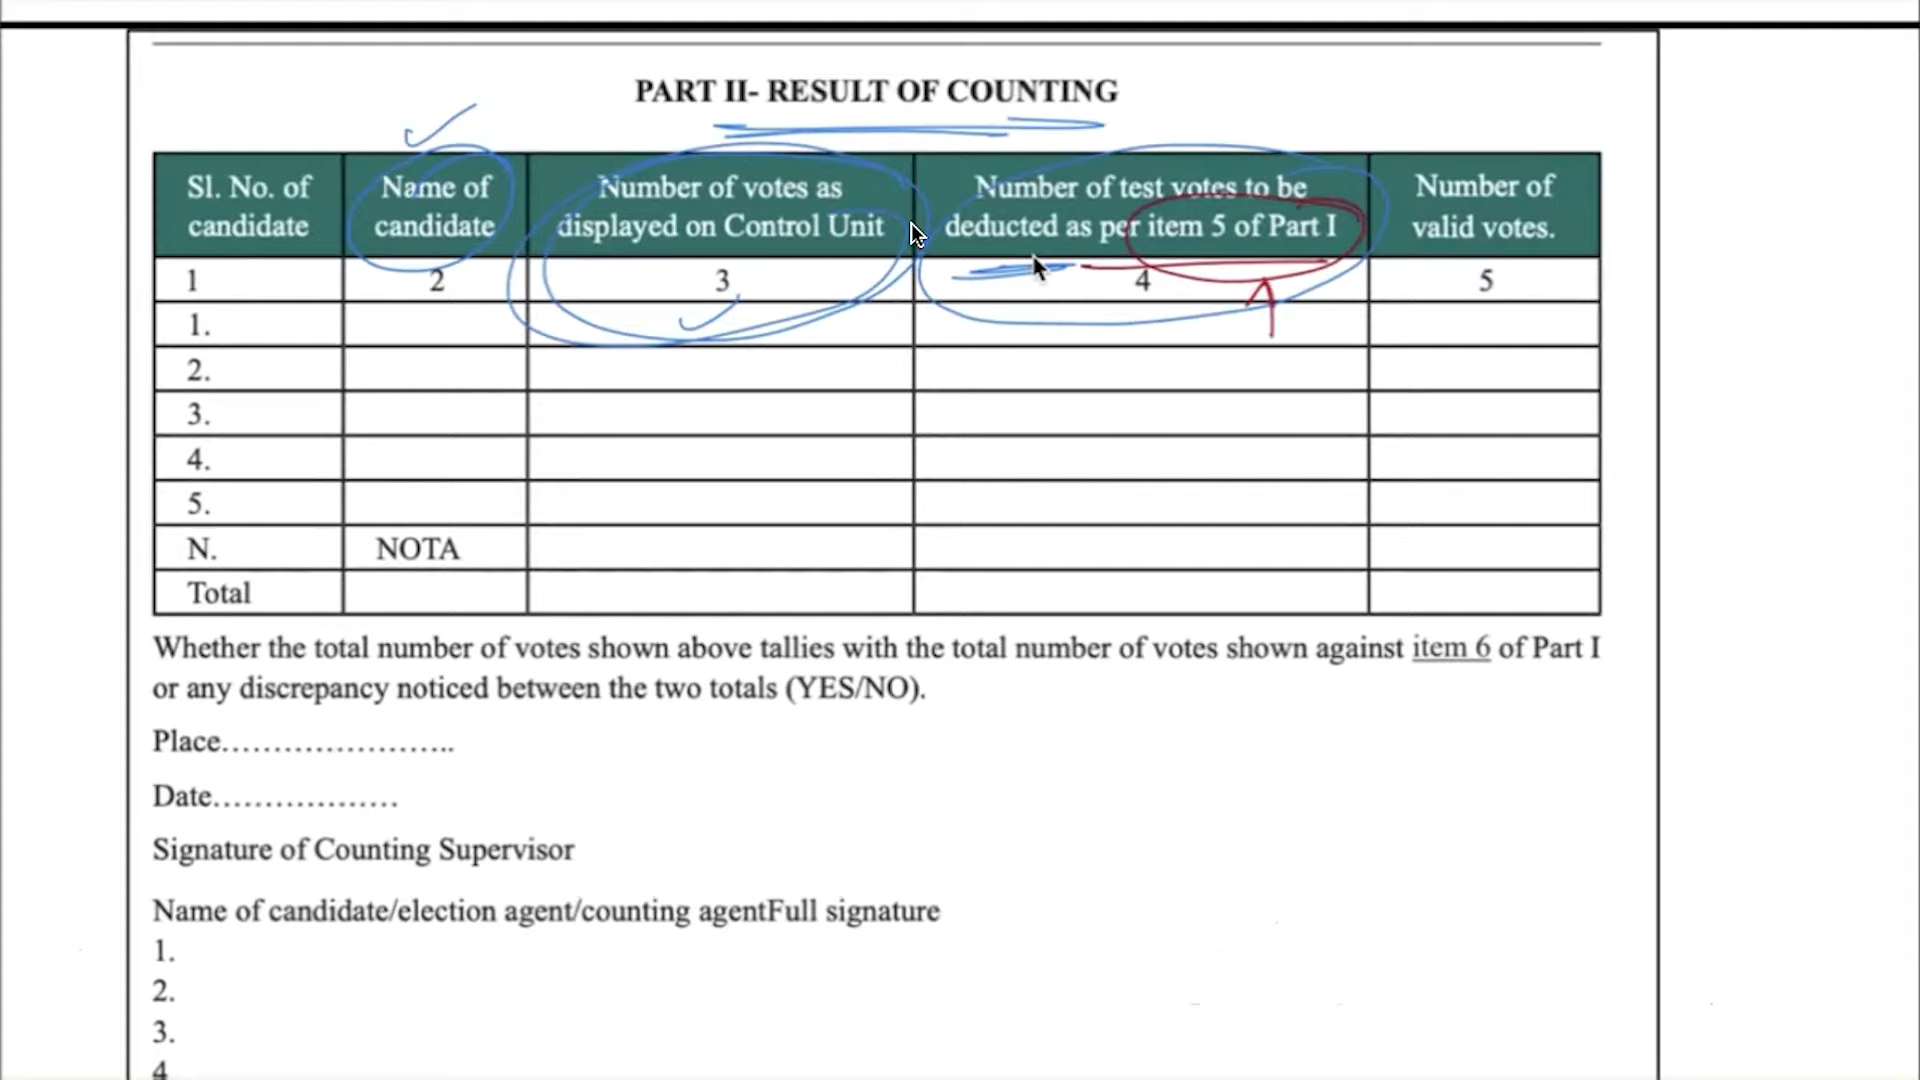 PART II- RESULT OF COUNTING
Sl. No. of candidate | Name of candidate | Number of votes as displayed on Control Unit | Number of test votes to be deducted as per item 5 of Part I | Number of valid votes.
1 | 2 | 3 | 4 | 5
1.
2.
3.
4.
5.
N. | NOTA
Total
Whether the total number of votes shown above tallies with the total number of votes shown against item 6 of Part I
or any discrepancy noticed between the two totals (YES/NO).
Place……………………..
Date………………
Signature of Counting Supervisor
Name of candidate/election agent/counting agentFull signature
1.
2.
3.
4